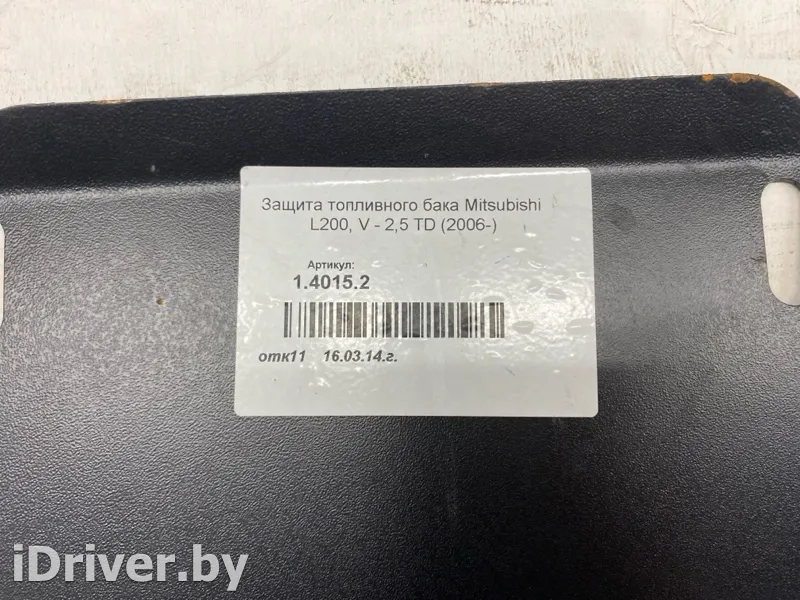 Защита топливного бака Mitsubishi
L200, V - 2,5 TD (2006-)
Артикул:
1.4015.2
отк11 16.03.14.г.
iDriver.by